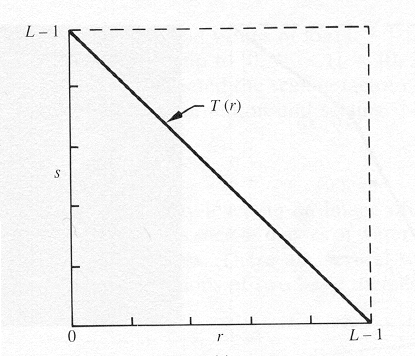 L – 1
T (r)
s
0
r
L – 1